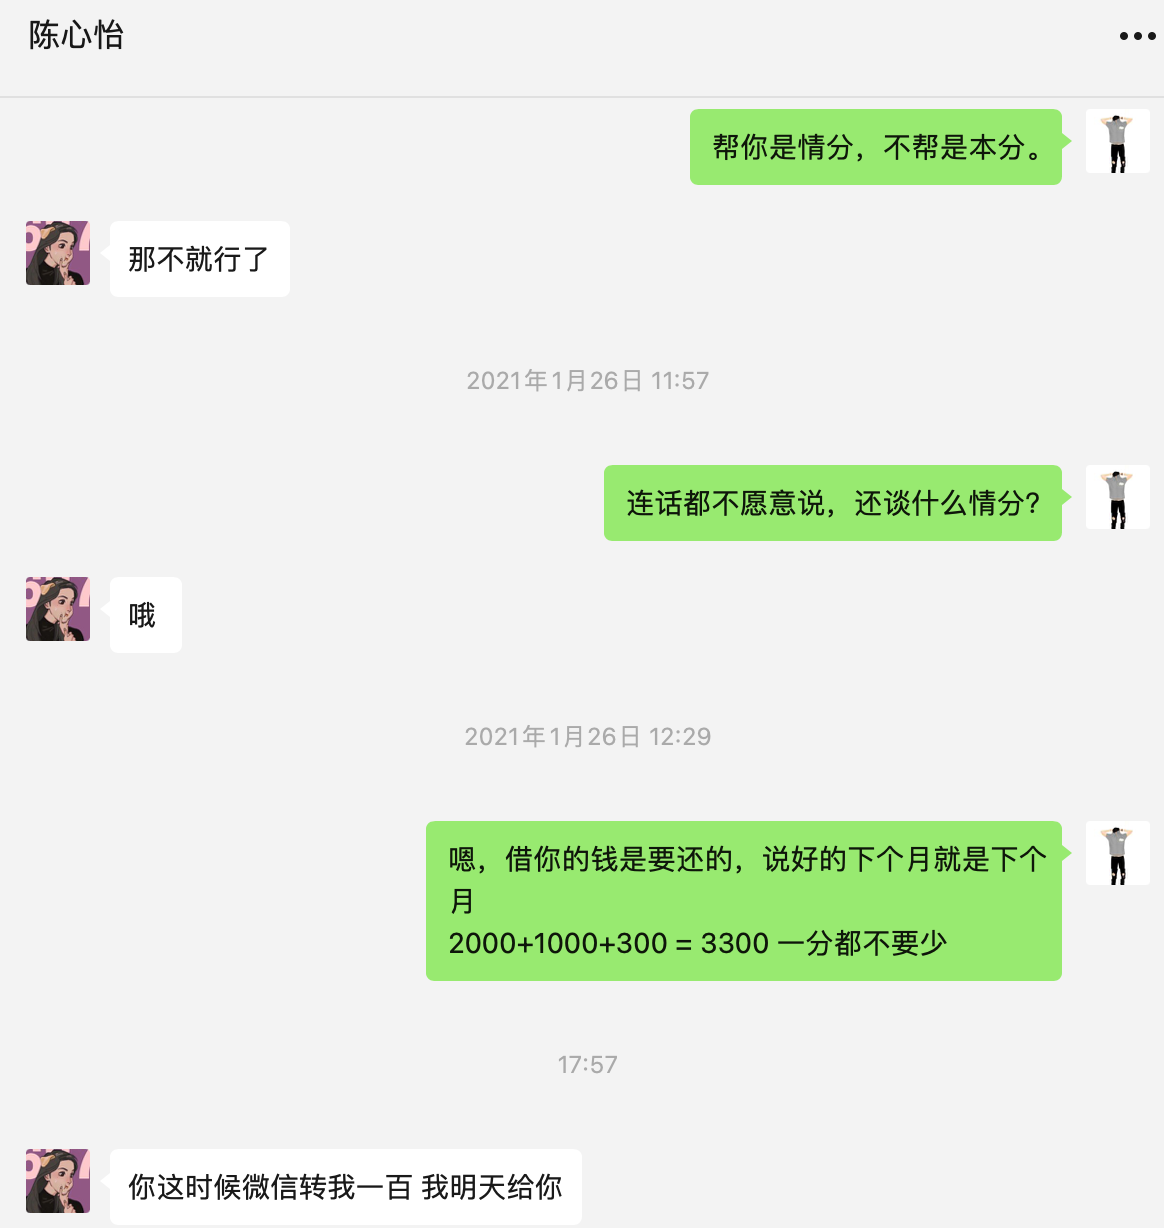 陈心怡
帮你是情分，不帮是本分。
那不就行了
2021年1月26日 11:57
连话都不愿意说，还谈什么情分？
哦
2021年1月26日 12:29
嗯，借你的钱是要还的，说好的下个月就是下个
月
2000+1000+300 = 3300 一分都不要少
17:57
你这时候微信转我一百 我明天给你